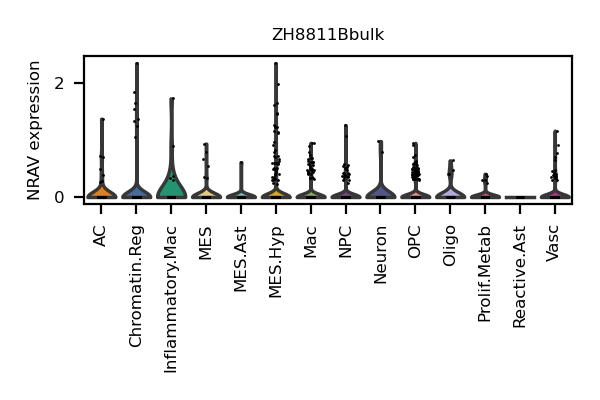 ZH8811Bbulk
NRAV expression
2
0
AC
Chromatin.Reg
Inflammatory.Mac
MES
MES.Ast
MES.Hyp
Mac
NPC
Neuron
OPC
Oligo
Prolif.Metab
Reactive.Ast
Vasc